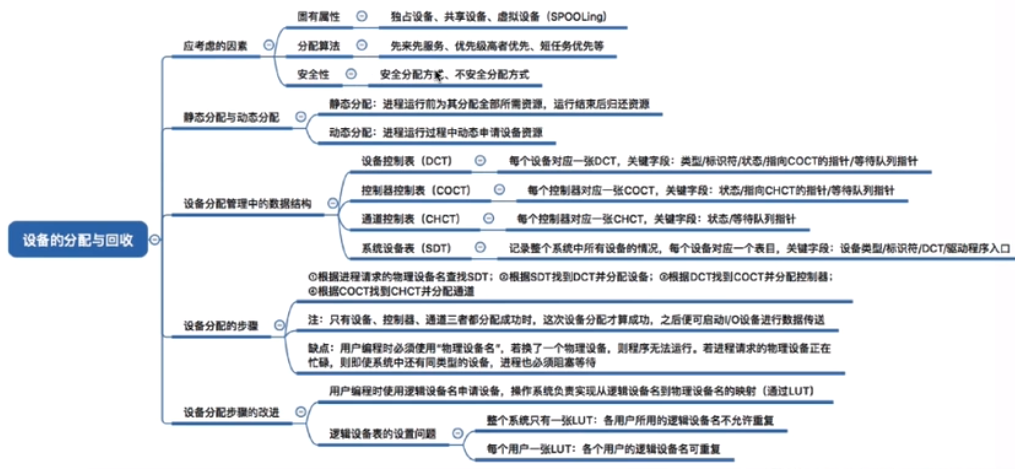 设备的分配与回收
应考虑的因素
固有属性
独占设备、共享设备、虚拟设备（SPOOLing）
分配算法
先来先服务、优先级高者优先、短任务优先等
安全性
安全分配方式、不安全分配方式
静态分配与动态分配
静态分配：进程运行前为其分配全部所需资源，运行结束后归还资源
动态分配：进程运行过程中动态申请设备资源
设备分配管理中的数据结构
设备控制表（DCT）
每个设备对应一张DCT，关键字段：类型/标识符/状态/指向COCT的指针/等待队列指针
控制器控制表（COCT）
每个控制器对应一张COCT，关键字段：状态/指向CHCT的指针/等待队列指针
通道控制表（CHCT）
每个控制器对应一张CHCT，关键字段：状态/等待队列指针
系统设备表（SDT）
记录整个系统中所有设备的情况，每个设备对应一个表目，关键字段：设备类型/标识符/DCT/驱动程序入口
设备分配的步骤
①根据进程请求的物理设备名查找SDT；②根据SDT找到DCT并分配设备；③根据DCT找到COCT并分配控制器；
④根据COCT找到CHCT并分配通道
注：只有设备、控制器、通道三者都分配成功时，这次设备分配才算成功，之后便可启动I/O设备进行数据传送
缺点：用户编程时必须使用“物理设备名”，若换了一个物理设备，则程序无法运行。若进程请求的物理设备正在
忙碌，则即使系统中还有同类型的设备，进程也必须阻塞等待
设备分配步骤的改进
用户编程时使用逻辑设备名申请设备，操作系统负责实现从逻辑设备名到物理设备名的映射（通过LUT）
逻辑设备表的设置问题
整个系统只有一张LUT：各用户所用的逻辑设备名不允许重复
每个用户一张LUT：各个用户的逻辑设备名可重复